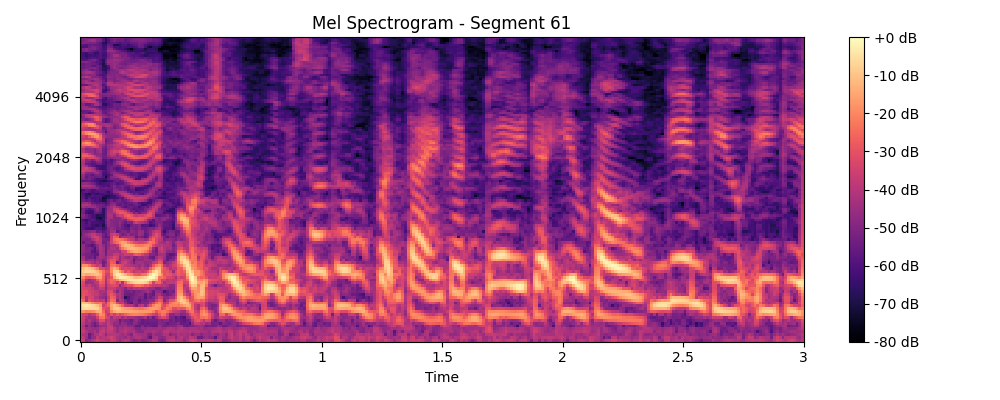 Mel Spectrogram - Segment 61
Frequency
4096
2048
1024
512
0
0
0.5
1
1.5
2
2.5
3
Time
+0 dB
-10 dB
-20 dB
-30 dB
-40 dB
-50 dB
-60 dB
-70 dB
-80 dB